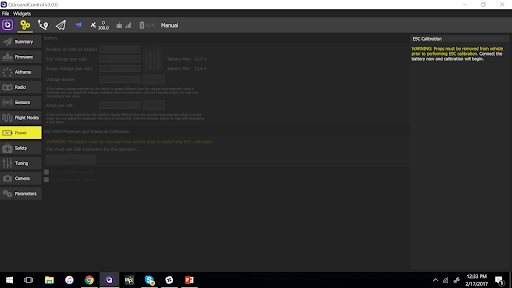 QGroundControl v3.0.0
File Widgets
0
100.0
N/A
Manual
Summary
Firmware
Airframe
Radio
Sensors
Flight Modes
Power
Safety
Tuning
Camera
Parameters
Battery
Number of Cells (in Series)
Full Voltage (per cell)
Battery Max:
Empty Voltage (per cell)
Battery Min:
Voltage divider
Amps per volt
ESC PWM Minimum and Maximum Calibration
WARNING: Propellers must be removed from vehicle prior to performing ESC calibration.
You must use USB connection for this operation.
ESC Calibration
WARNING: Props must be removed from vehicle
prior to performing ESC calibration. Connect the
battery now and calibration will begin.
12:33 PM
2/17/2017